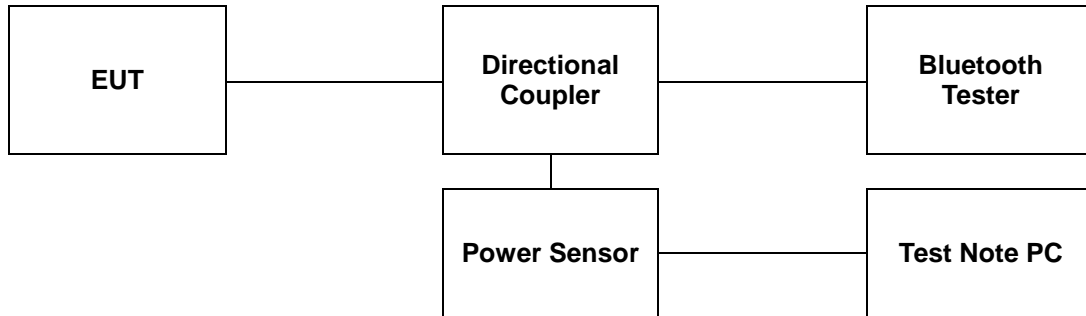 EUT
Directional
Coupler
Bluetooth
Tester
Power Sensor
Test Note PC